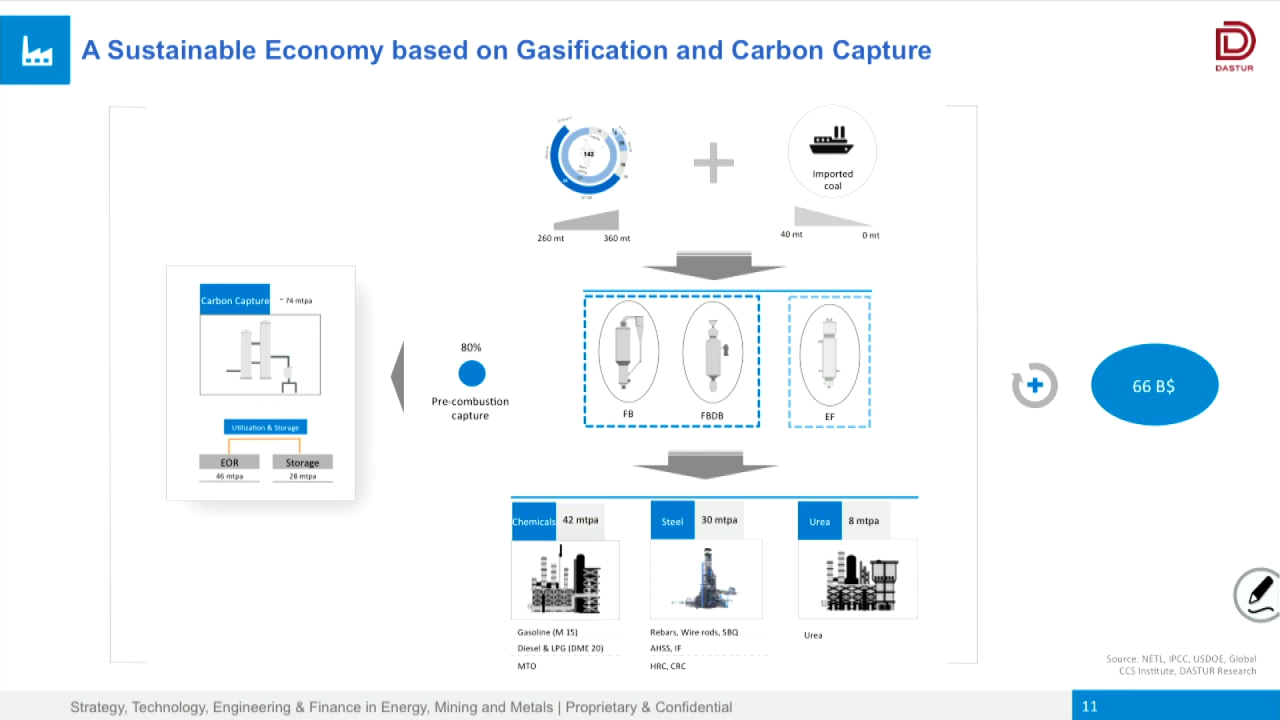 A Sustainable Economy based on Gasification and Carbon Capture
DASTUR
142
Imported
coal
260 mt
360 mt
40 mt
0 mt
Carbon Capture
~ 74 mtpa
80%
Pre-combustion
capture
FB
FBDB
EF
66 B$
Utilization & Storage
EOR
Storage
46 mtpa
28 mtpa
Chemicals
42 mtpa
Steel
30 mtpa
Urea
8 mtpa
Gasoline (M 15)
Diesel & LPG (DME 20)
MTO
Rebars, Wire rods, SBQ
AHSS, IF
HRC, CRC
Urea
Source: NETL, IPCC, USDOE, Global
CCS Institute, DASTUR Research
Strategy, Technology, Engineering & Finance in Energy, Mining and Metals | Proprietary & Confidential
11